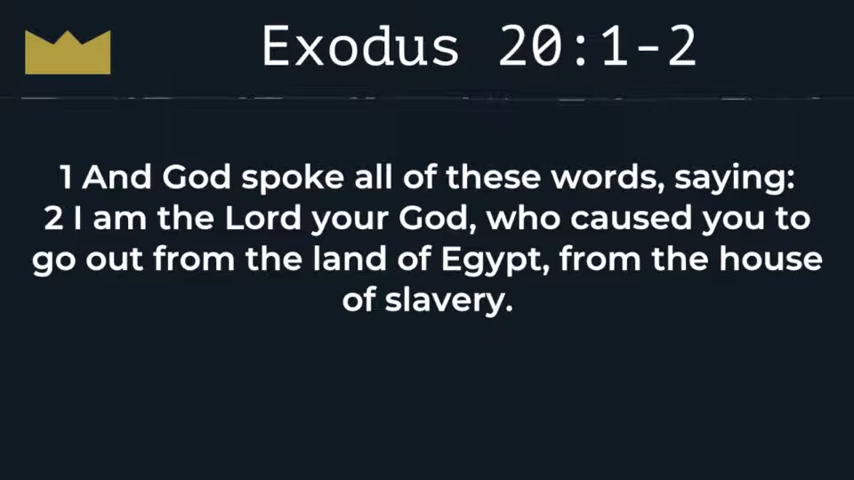 Exodus 20:1-2
1 And God spoke all of these words, saying:
2 I am the Lord your God, who caused you to
go out from the land of Egypt, from the house
of slavery.